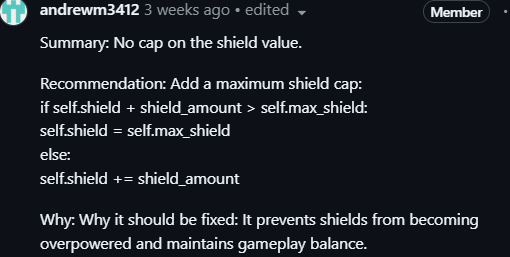 andrewm3412 3 weeks ago • edited
Member
Summary: No cap on the shield value.
Recommendation: Add a maximum shield cap:
if self.shield + shield_amount > self.max_shield:
self.shield = self.max_shield
else:
self.shield += shield_amount
Why: Why it should be fixed: It prevents shields from becoming
overpowered and maintains gameplay balance.